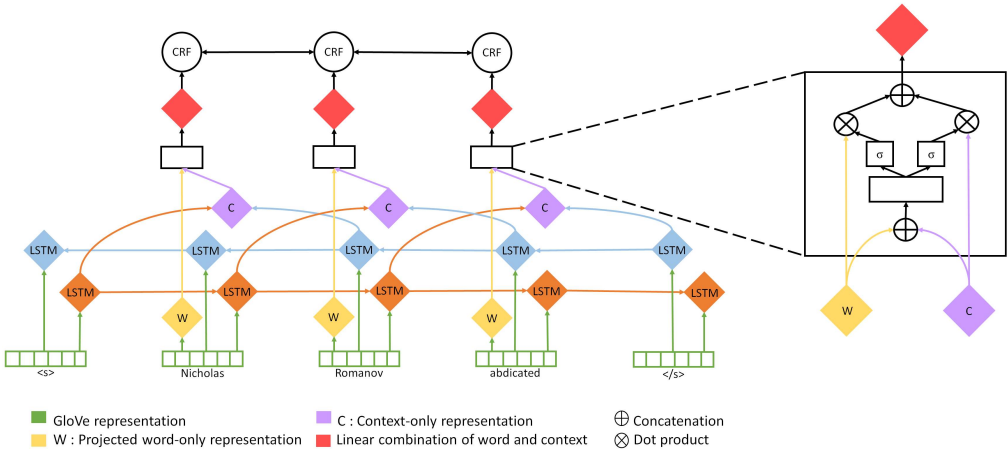 CRF CRF CRF
σ σ
C C C
LSTM LSTM LSTM LSTM LSTM
LSTM LSTM LSTM LSTM LSTM
W W W W C
<s> Nicholas Romanov abdicated </s>
GloVe representation
W : Projected word-only representation
C : Context-only representation
Linear combination of word and context
Concatenation
Dot product